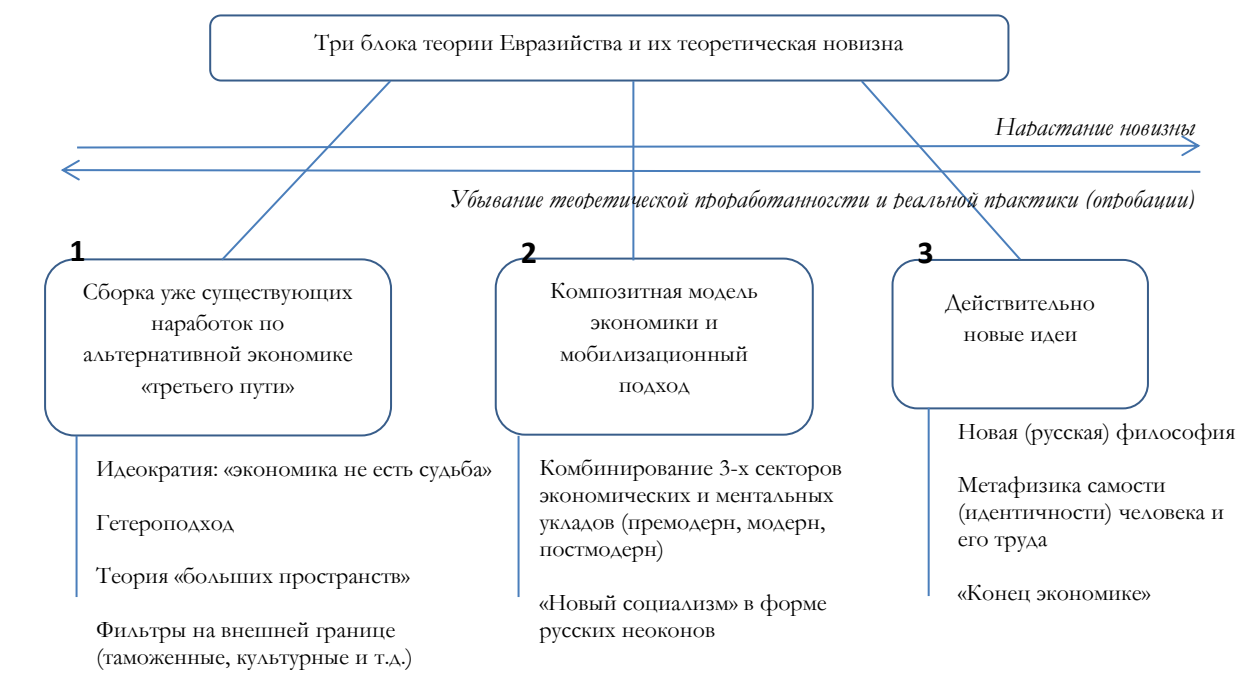 Три блока теории Евразийства и их теоретическая новизна
Нарастание новизны
Убывание теоретической проработанности и реальной практики (опробации)
1
Сборка уже существующих
наработок по
альтернативной экономике
«третьего пути»
Идеократия: «экономика не есть судьба»
Гетероподход
Теория «больших пространств»
Фильтры на внешней границе
(таможенные, культурные и т.д.)
2
Композитная модель
экономики и
мобилизационный
подход
Комбинирование 3-х секторов
экономических и ментальных
укладов (премодерн, модерн,
постмодерн)
«Новый социализм» в форме
русских неоконов
3
Действительно
новые идеи
Новая (русская) философия
Метафизика самости
(идентичности) человека и
его труда
«Конец экономике»